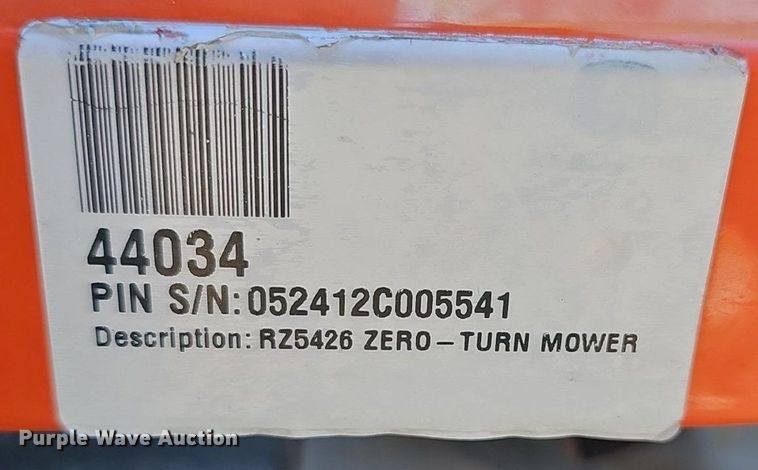 44034
PIN S/N:052412C005541
Description: RZ5426 ZERO-TURN MOWER
Purple Wave Auction